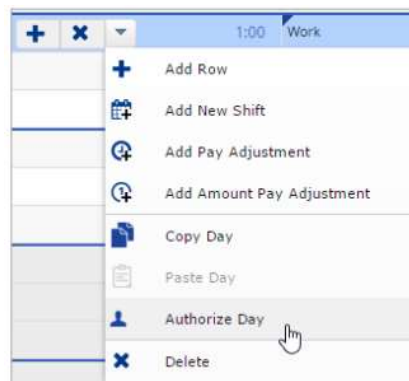 1:00 Work
Add Row
Add New Shift
Add Pay Adjustment
Add Amount Pay Adjustment
Copy Day
Paste Day
Authorize Day
Delete